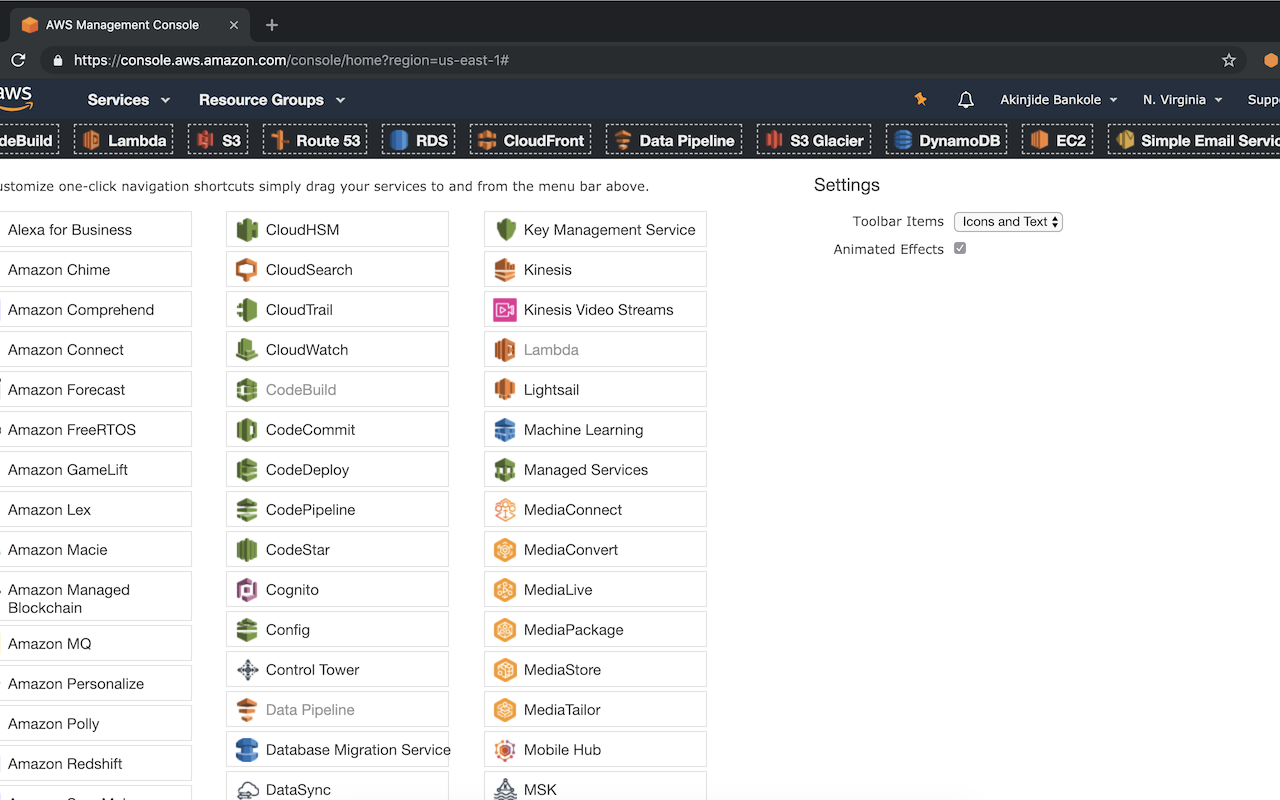 AWS Management Console
https://console.aws.amazon.com/console/home?region=us-east-1#
aws
Services
Resource Groups
Akinjide Bankole
N. Virginia
Supp
deBuild
Lambda
S3
Route 53
RDS
CloudFront
Data Pipeline
S3 Glacier
DynamoDB
EC2
Simple Email Servic
ustomize one-click navigation shortcuts simply drag your services to and from the menu bar above.
Alexa for Business
Amazon Chime
Amazon Comprehend
Amazon Connect
Amazon Forecast
Amazon FreeRTOS
Amazon GameLift
Amazon Lex
Amazon Macie
Amazon Managed
Blockchain
Amazon MQ
Amazon Personalize
Amazon Polly
Amazon Redshift
CloudHSM
CloudSearch
CloudTrail
CloudWatch
CodeBuild
CodeCommit
CodeDeploy
CodePipeline
CodeStar
Cognito
Config
Control Tower
Data Pipeline
Database Migration Service
DataSync
Key Management Service
Kinesis
Kinesis Video Streams
Lambda
Lightsail
Machine Learning
Managed Services
MediaConnect
MediaConvert
MediaLive
MediaPackage
MediaStore
MediaTailor
Mobile Hub
MSK
Settings
Toolbar Items
Icons and Text
Animated Effects